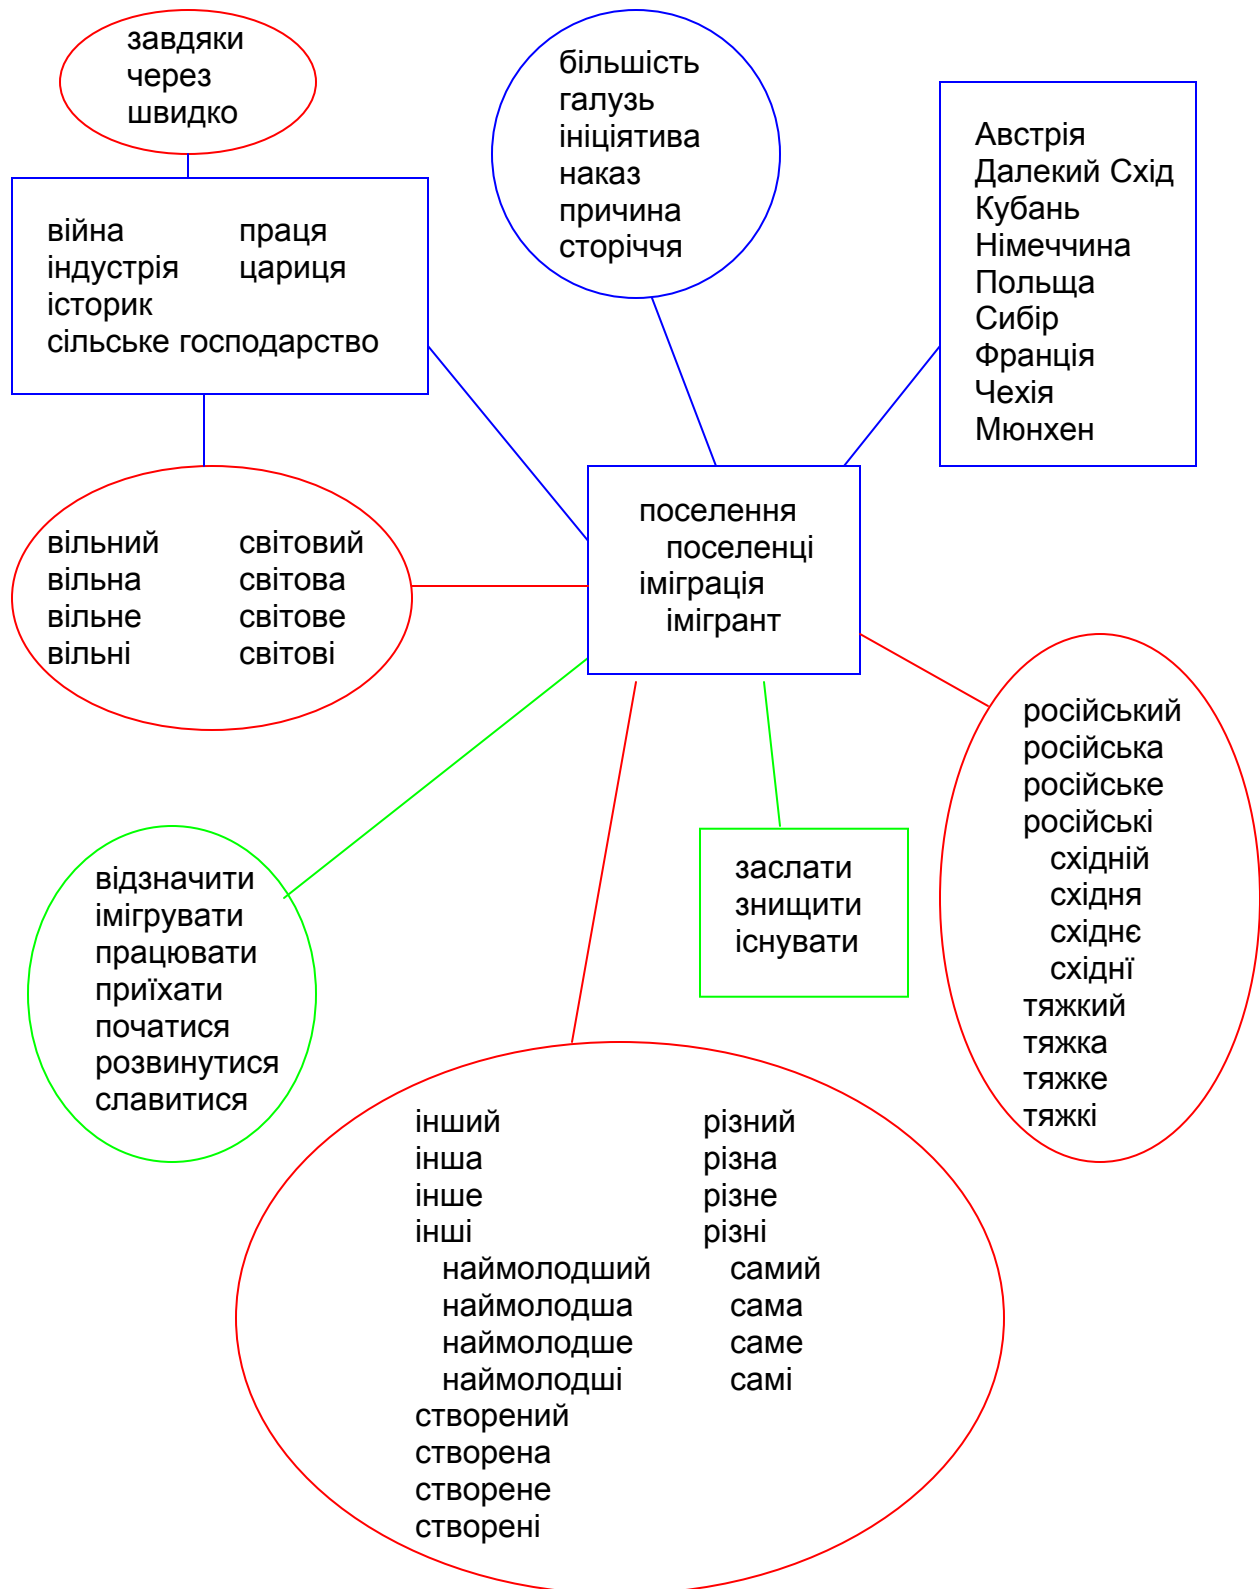 завдяки
через
швидко
більшість
галузь
ініціятива
наказ
причина
сторіччя
Австрія
Далекий Схід
Кубань
Німеччина
Польща
Сибір
Франція
Чехія
Мюнхен
війна праця
індустрія цариця
історик
сільське господарство
поселення
поселенці
іміграція
імігрант
вільний світовий
вільна світова
вільне світове
вільні світові
російський
російська
російське
російські
східній
східня
східнє
східнї
тяжкий
тяжка
тяжке
тяжкі
відзначити
імігрувати
працювати
приїхати
початися
розвинутися
славитися
заслати
знищити
існувати
інший різний
інша різна
інше різне
інші різні
наймолодший самий
наймолодша сама
наймолодше саме
наймолодші самі
створений
створена
створене
створені